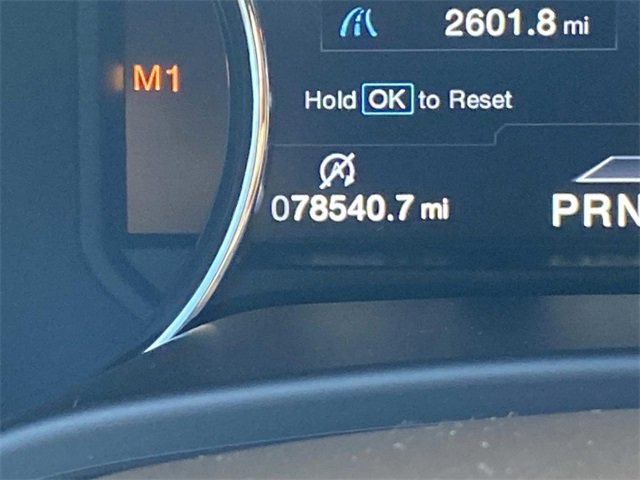 2601.8 mi
M1
Hold OK to Reset
078540.7 mi
PRN